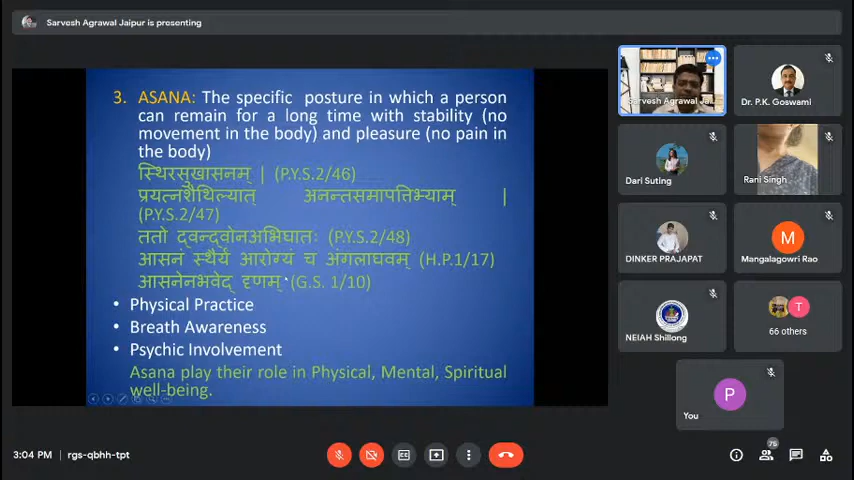 Sarvesh Agrawal Jaipur is presenting
3. ASANA: The specific posture in which a person
can remain for a long time with stability (no
movement in the body) and pleasure (no pain in
the body)
स्थिरसुखासनम् | (P.Y.S.2/46)
प्रयत्नशैथिल्यात् अनन्तसमापत्तिभ्याम् |
(P.Y.S.2/47)
ततो द्वन्द्वोनअभिघातः (P.Y.S.2/48)
आसनं स्थैर्यं आरोग्यं च अंगलाघवम् (H.P.1/17)
आसनेनभवेद् दृणम् (G.S. 1/10)
• Physical Practice
• Breath Awareness
• Psychic Involvement
Asana play their role in Physical, Mental, Spiritual
well-being.
Sarvesh Agrawal Jai...
Dr. P.K. Goswami
Dari Suting
Rani Singh
DINKER PRAJAPAT
M
Mangalagowri Rao
NEIAH Shillong
T
66 others
P
You
3:04 PM | rgs-qbhh-tpt
75